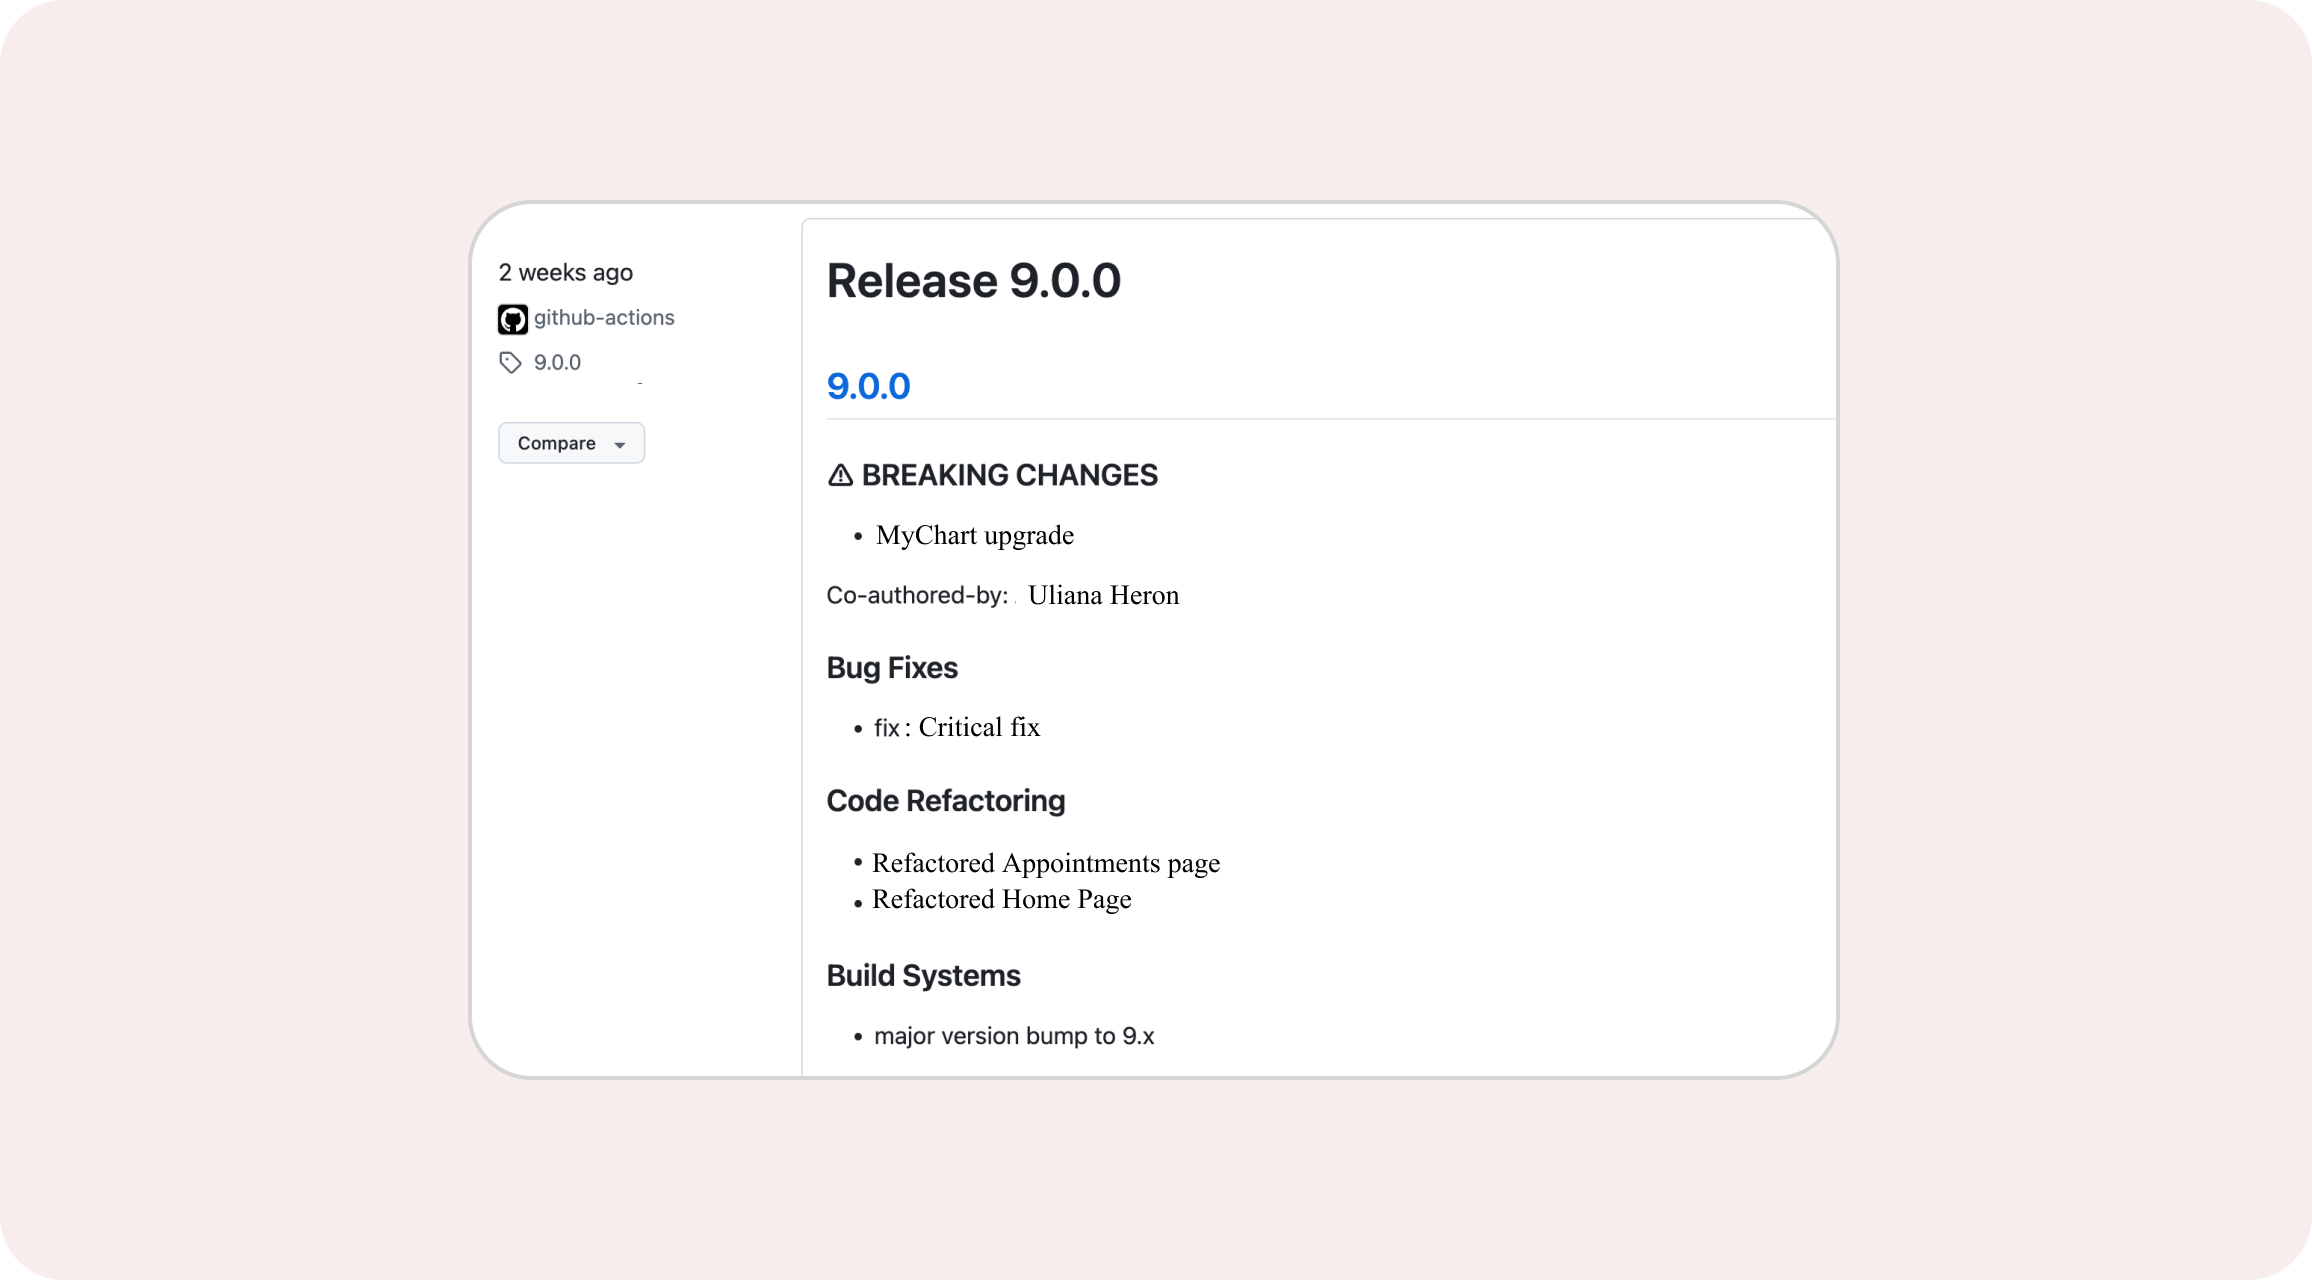 2 weeks ago
github-actions
9.0.0
Compare
Release 9.0.0
9.0.0
⚠ BREAKING CHANGES
• MyChart upgrade
Co-authored-by: Uliana Heron
Bug Fixes
• fix : Critical fix
Code Refactoring
• Refactored Appointments page
• Refactored Home Page
Build Systems
• major version bump to 9.x